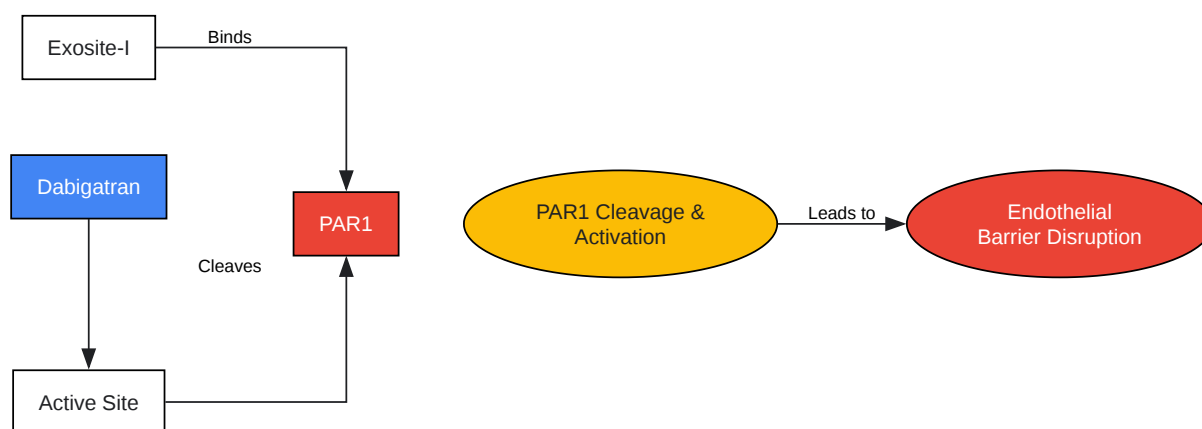 Exosite-I
Binds
Dabigatran
PAR1
PAR1 Cleavage &
Activation
Leads to
Endothelial
Barrier Disruption
Cleaves
Active Site